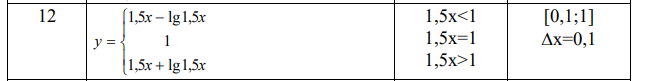 12
y = { 1,5x – lg1,5x
1
1,5x + lg1,5x
1,5x<1
1,5x=1
1,5x>1
[0,1;1]
Δx=0,1